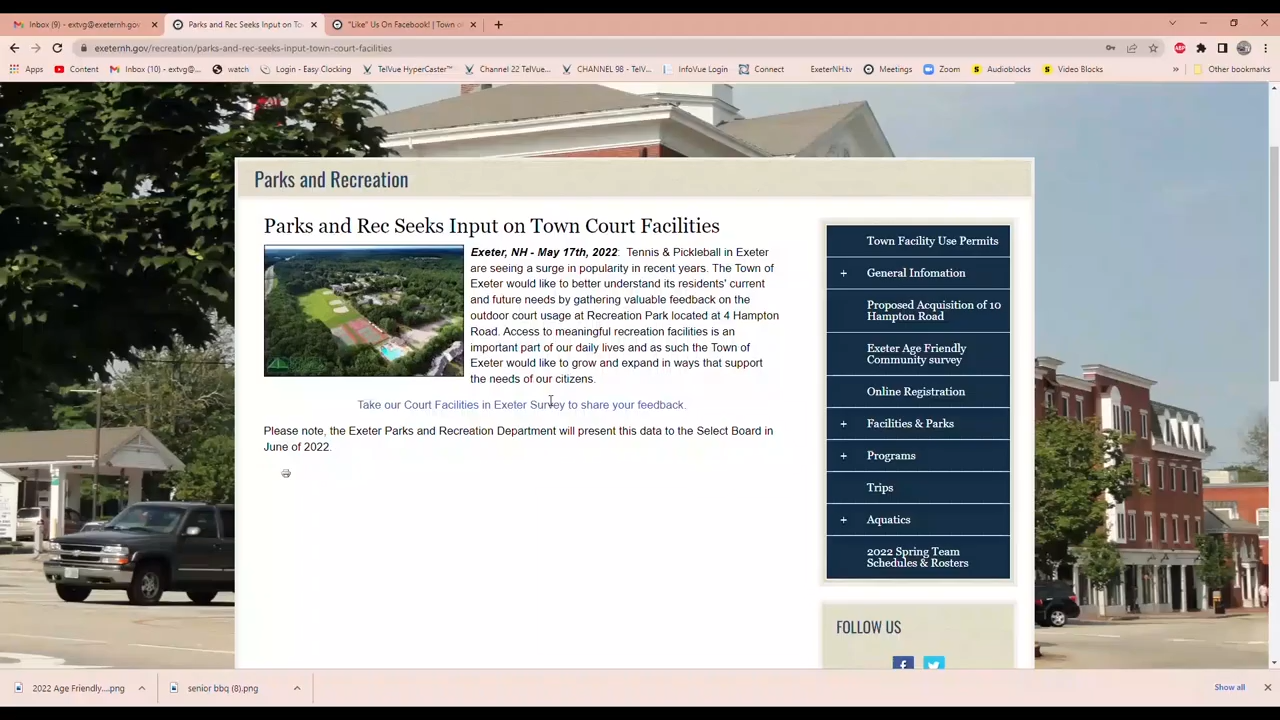 Inbox (9) - extvg@exeternh.gov
Parks and Rec Seeks Input on To
"Like" Us On Facebook! | Town o
exeternh.gov/recreation/parks-and-rec-seeks-input-town-court-facilities
Apps
Content
Inbox (10) - extvg@...
watch
Login - Easy Clocking
TelVue HyperCaster™
Channel 22 TelVue...
CHANNEL 98 - TelV...
InfoVue Login
Connect
ExeterNH.tv
Meetings
Zoom
Audioblocks
Video Blocks
»
Other bookmarks
Parks and Recreation
Parks and Rec Seeks Input on Town Court Facilities
Exeter, NH - May 17th, 2022: Tennis & Pickleball in Exeter
are seeing a surge in popularity in recent years. The Town of
Exeter would like to better understand its residents' current
and future needs by gathering valuable feedback on the
outdoor court usage at Recreation Park located at 4 Hampton
Road. Access to meaningful recreation facilities is an
important part of our daily lives and as such the Town of
Exeter would like to grow and expand in ways that support
the needs of our citizens.
Take our Court Facilities in Exeter Survey to share your feedback.
Please note, the Exeter Parks and Recreation Department will present this data to the Select Board in
June of 2022.
Town Facility Use Permits
+ General Infomation
Proposed Acquisition of 10
Hampton Road
Exeter Age Friendly
Community survey
Online Registration
+ Facilities & Parks
+ Programs
Trips
+ Aquatics
2022 Spring Team
Schedules & Rosters
FOLLOW US
2022 Age Friendly....png
senior bbq (8).png
Show all